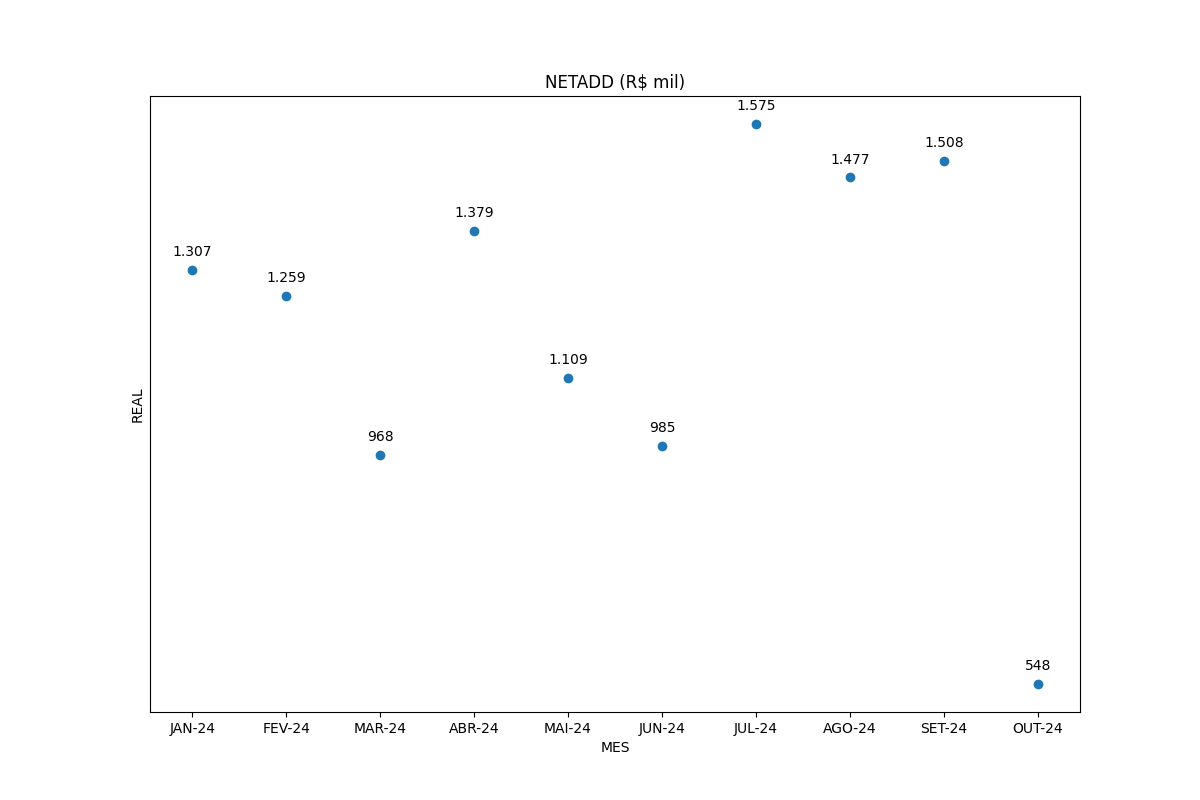 NETADD (R$ mil)
1.575
1.508
1.477
1.379
1.307
1.259
1.109
985
968
548
REAL
JAN-24 FEV-24 MAR-24 ABR-24 MAI-24 JUN-24 JUL-24 AGO-24 SET-24 OUT-24
MES